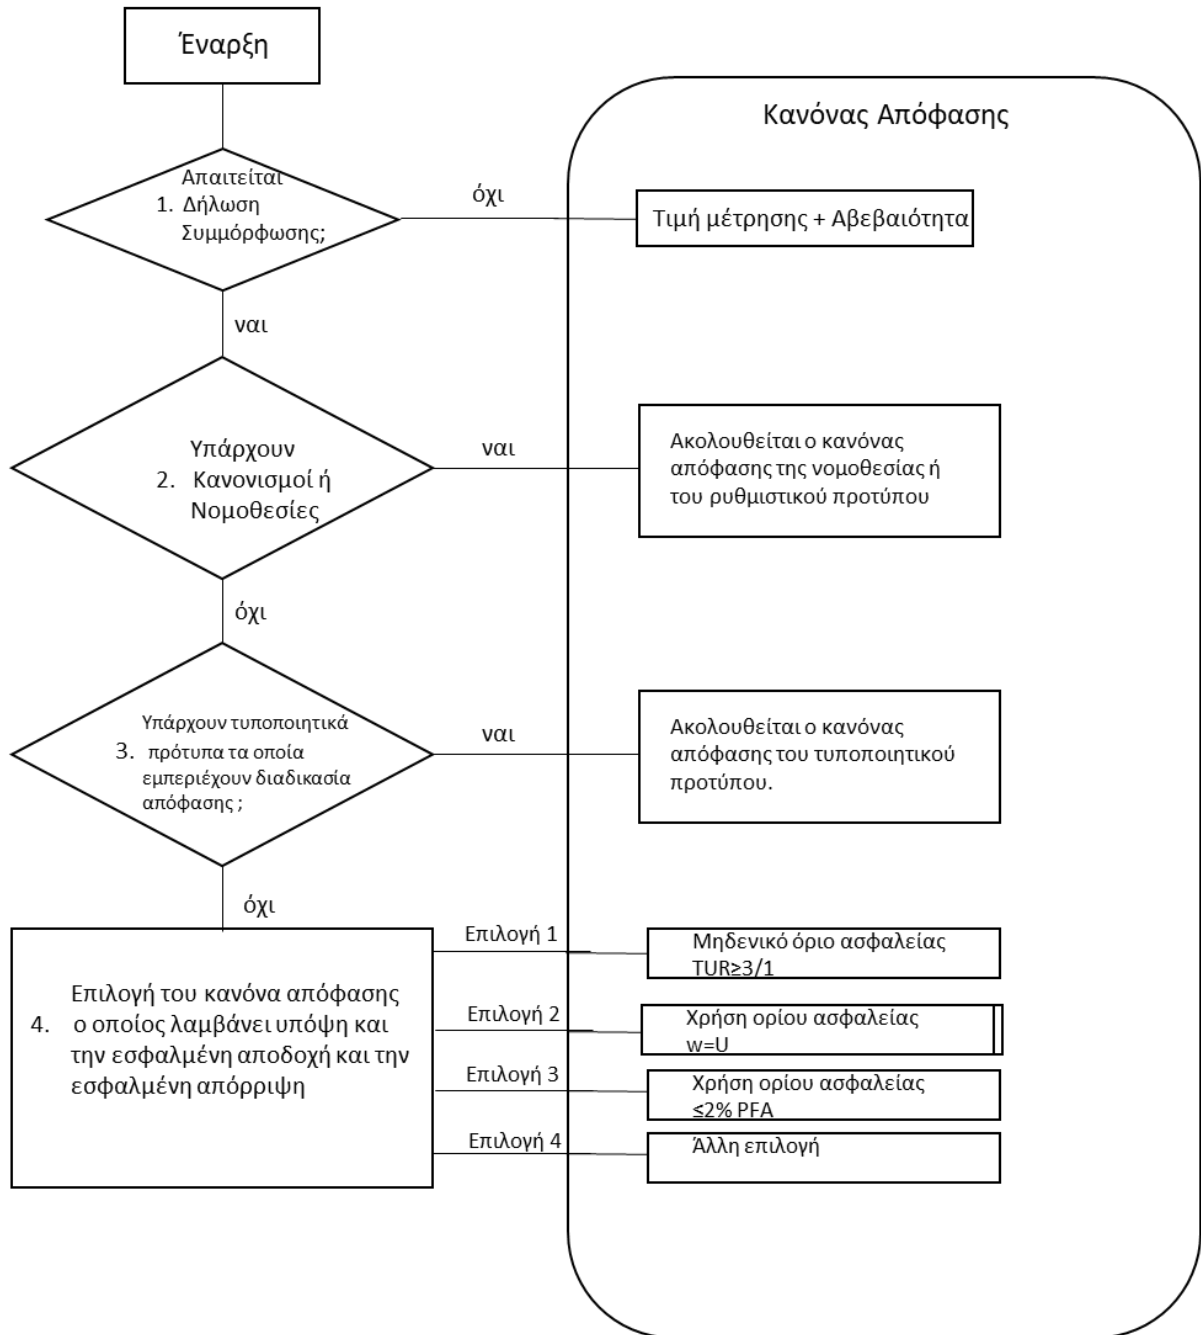 Έναρξη
Κανόνας Απόφασης
Απαιτείται
1. Δήλωση
Συμμόρφωσης;
όχι
Τιμή μέτρησης + Αβεβαιότητα
ναι
Υπάρχουν
2. Κανονισμοί ή
Νομοθεσίες
ναι
Ακολουθείται ο κανόνας
απόφασης της νομοθεσίας ή
του ρυθμιστικού προτύπου
όχι
Υπάρχουν τυποποιητικά
3. πρότυπα τα οποία
εμπεριέχουν διαδικασία
απόφασης ;
ναι
Ακολουθείται ο κανόνας
απόφασης του τυποποιητικού
προτύπου.
όχι
Επιλογή του κανόνα απόφασης
4. ο οποίος λαμβάνει υπόψη και
την εσφαλμένη αποδοχή και την
εσφαλμένη απόρριψη
Επιλογή 1
Μηδενικό όριο ασφαλείας
TUR≥3/1
Επιλογή 2
Χρήση ορίου ασφαλείας
w=U
Επιλογή 3
Χρήση ορίου ασφαλείας
≤2% PFA
Επιλογή 4
Άλλη επιλογή